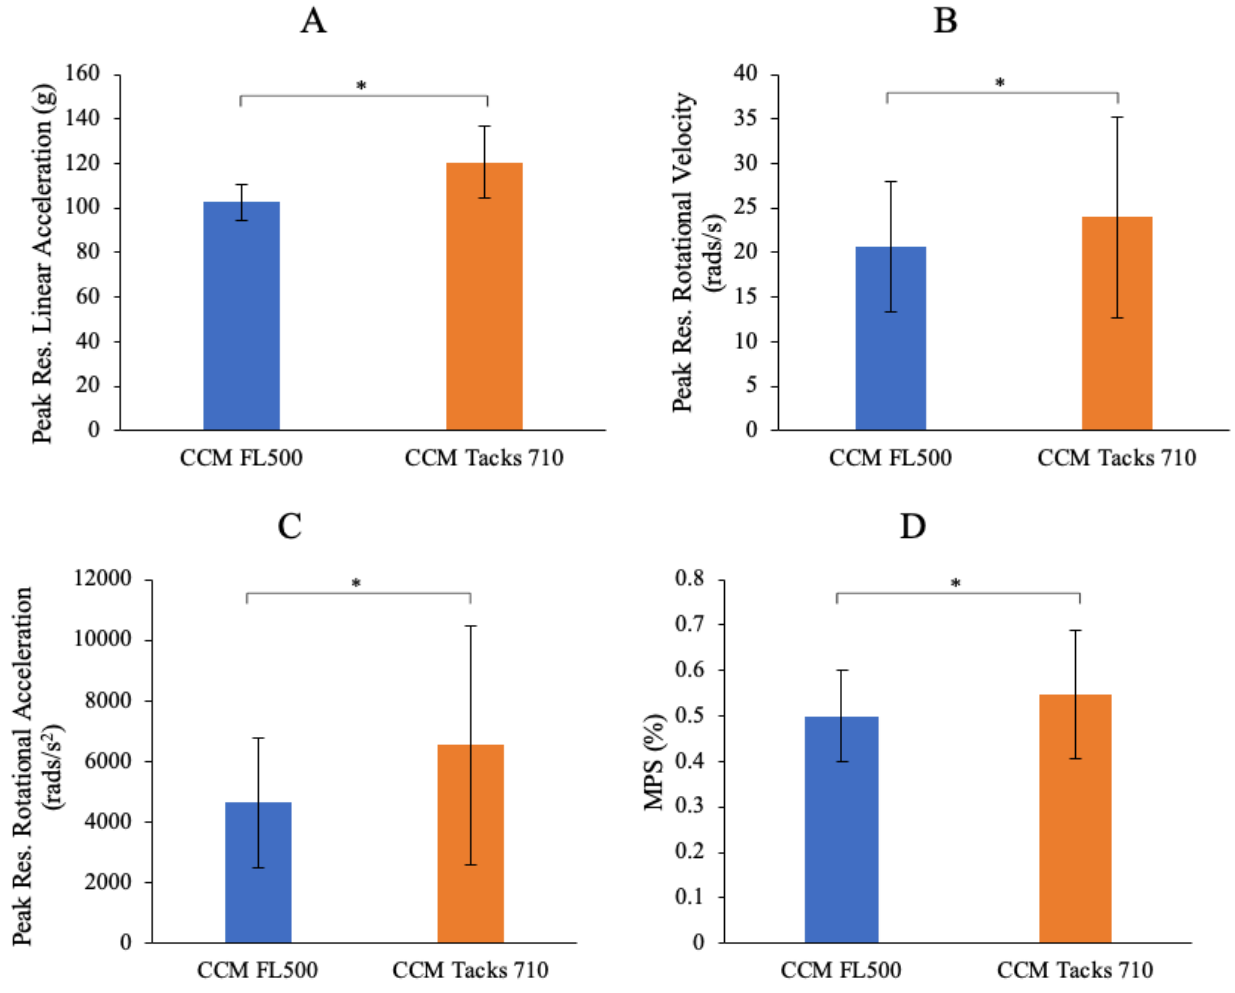 A
Peak Res. Linear Acceleration (g)
160
140
120
100
80
60
40
20
0
*
CCM FL500
CCM Tacks 710
B
Peak Res. Rotational Velocity
(rads/s)
40
35
30
25
20
15
10
5
0
*
CCM FL500
CCM Tacks 710
C
Peak Res. Rotational Acceleration
(rads/s²)
12000
10000
8000
6000
4000
2000
0
*
CCM FL500
CCM Tacks 710
D
MPS (%)
0.8
0.7
0.6
0.5
0.4
0.3
0.2
0.1
0
*
CCM FL500
CCM Tacks 710